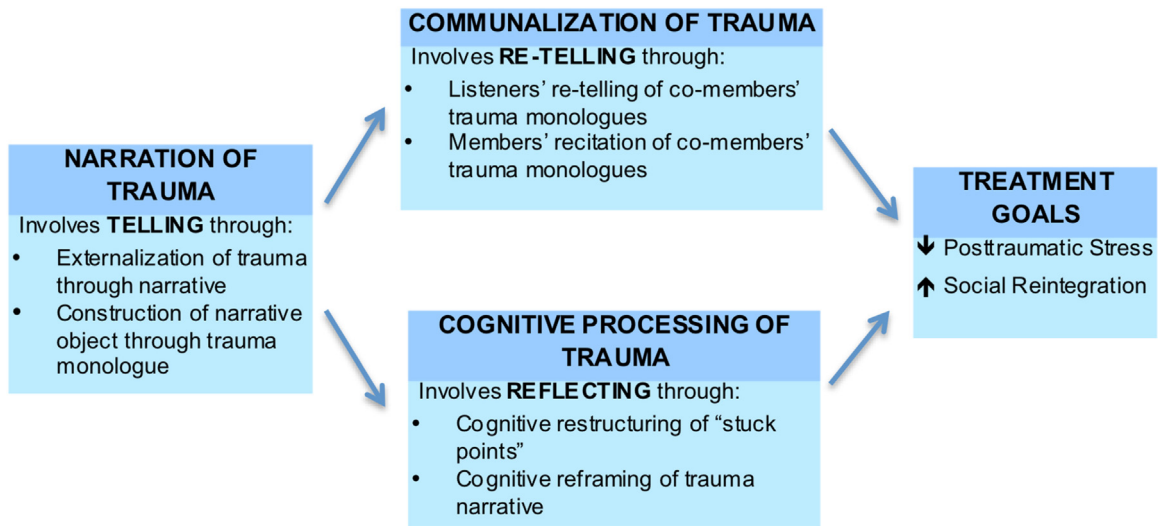 NARRATION OF
TRAUMA
Involves TELLING through:
• Externalization of trauma
through narrative
• Construction of narrative
object through trauma
monologue
COMMUNALIZATION OF TRAUMA
Involves RE-TELLING through:
• Listeners’ re-telling of co-members’
trauma monologues
• Members’ recitation of co-members’
trauma monologues
COGNITIVE PROCESSING OF
TRAUMA
Involves REFLECTING through:
• Cognitive restructuring of “stuck
points”
• Cognitive reframing of trauma
narrative
TREATMENT
GOALS
↓ Posttraumatic Stress
↑ Social Reintegration